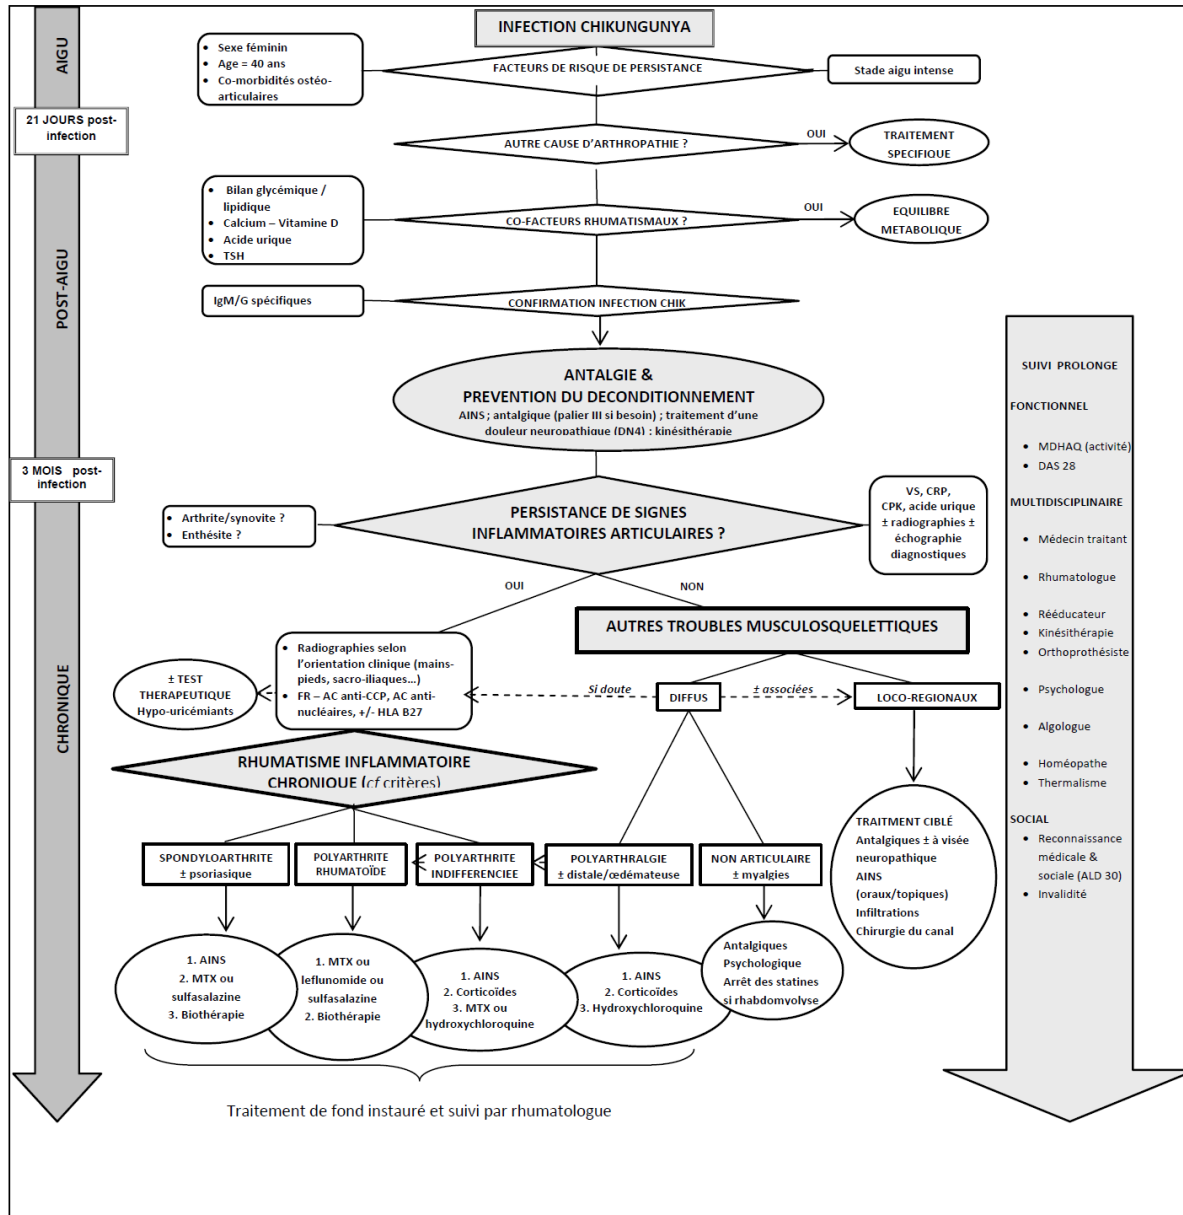 INFECTION CHIKUNGUNYA
AIGU
• Sexe féminin
• Age = 40 ans
• Co-morbidités ostéo-
articulaires
FACTEURS DE RISQUE DE PERSISTANCE
Stade aigu intense
21 JOURS post-
infection
AUTRE CAUSE D'ARTHROPATHIE ?
OUI
TRAITEMENT
SPECIFIQUE
POST-AIGU
• Bilan glycémique /
lipidique
• Calcium – Vitamine D
• Acide urique
• TSH
CO-FACTEURS RHUMATISMAUX ?
OUI
EQUILIBRE
METABOLIQUE
IgM/G spécifiques
CONFIRMATION INFECTION CHIK
ANTALGIE &
PREVENTION DU DECONDITIONNEMENT
AINS ; antalgique (palier III si besoin) ; traitement d'une
douleur neuropathique (DN4) : kinésithérapie
3 MOIS post-
infection
• Arthrite/synovite ?
• Enthésite ?
PERSISTANCE DE SIGNES
INFLAMMATOIRES ARTICULAIRES ?
VS, CRP,
CPK, acide urique
± radiographies ±
échographie
diagnostiques
OUI
NON
CHRONIQUE
AUTRES TROUBLES MUSCULOSQUELETTIQUES
• Radiographies selon
l'orientation clinique (mains-
pieds, sacro-iliaques...)
• FR – AC anti-CCP, AC anti-
nucléaires, +/- HLA B27
± TEST
THERAPEUTIQUE
Hypo-uricémiants
Si doute
DIFFUS
± associées
LOCO-REGIONAUX
RHUMATISME INFLAMMATOIRE
CHRONIQUE (cf critères)
SPONDYLOARTHRITE
± psoriasique
POLYARTHRITE
RHUMATOÏDE
POLYARTHRITE
INDIFFERENCIEE
POLYARTHRALGIE
± distale/œdémateuse
NON ARTICULAIRE
± myalgies
TRAITMENT CIBLÉ
Antalgiques ± à visée
neuropathique
AINS
(oraux/topiques)
Infiltrations
Chirurgie du canal
1. AINS
2. MTX ou
sulfasalazine
3. Biothérapie
1. MTX ou
leflunomide ou
sulfasalazine
2. Biothérapie
1. AINS
2. Corticoïdes
3. MTX ou
hydroxychloroquine
1. AINS
2. Corticoïdes
3. Hydroxychloroquine
Antalgiques
Psychologique
Arrêt des statines
si rhabdomyolyse
Traitement de fond instauré et suivi par rhumatologue
SUIVI PROLONGE
FONCTIONNEL
• MDHAQ (activité)
• DAS 28
MULTIDISCIPLINAIRE
• Médecin traitant
• Rhumatologue
• Rééducateur
• Kinésithérapie
• Orthoprothésiste
• Psychologue
• Algologue
• Homéopathe
• Thermalisme
SOCIAL
• Reconnaissance
médicale &
sociale (ALD 30)
• Invalidité